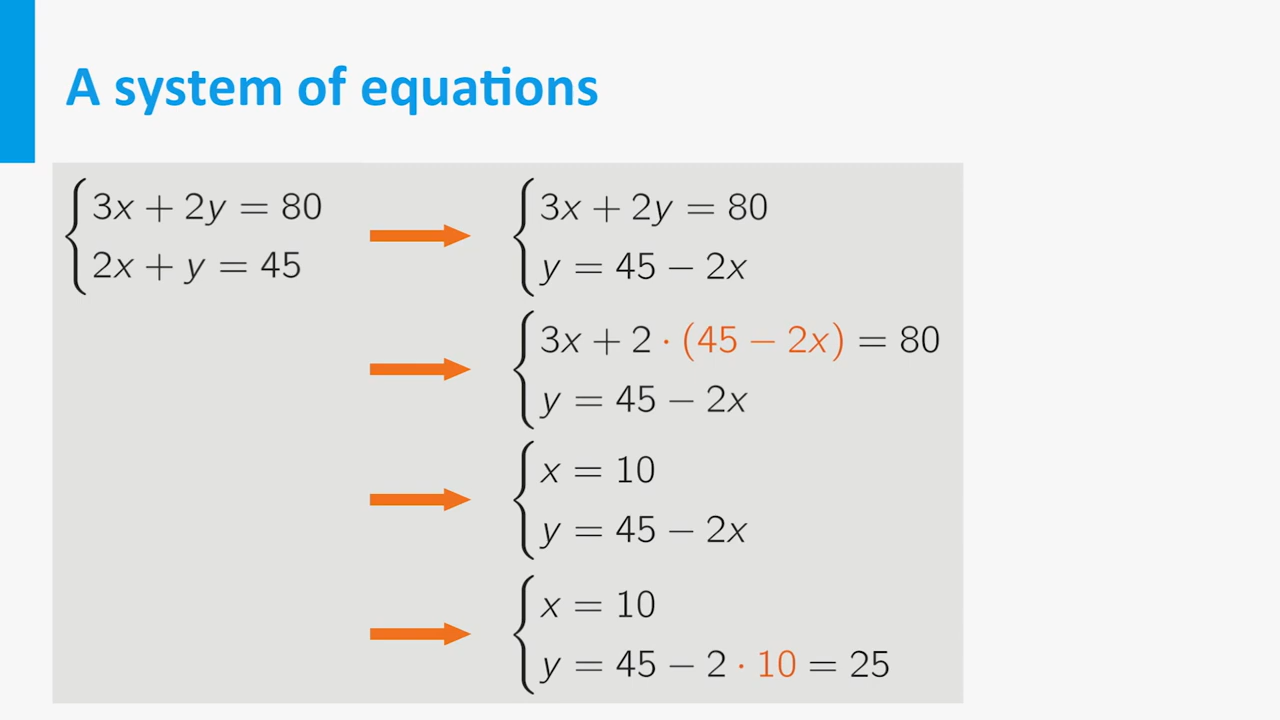 A system of equations
3x + 2y = 80
2x + y = 45
3x + 2y = 80
y = 45 − 2x
3x + 2 · (45 − 2x) = 80
y = 45 − 2x
x = 10
y = 45 − 2x
x = 10
y = 45 − 2 · 10 = 25